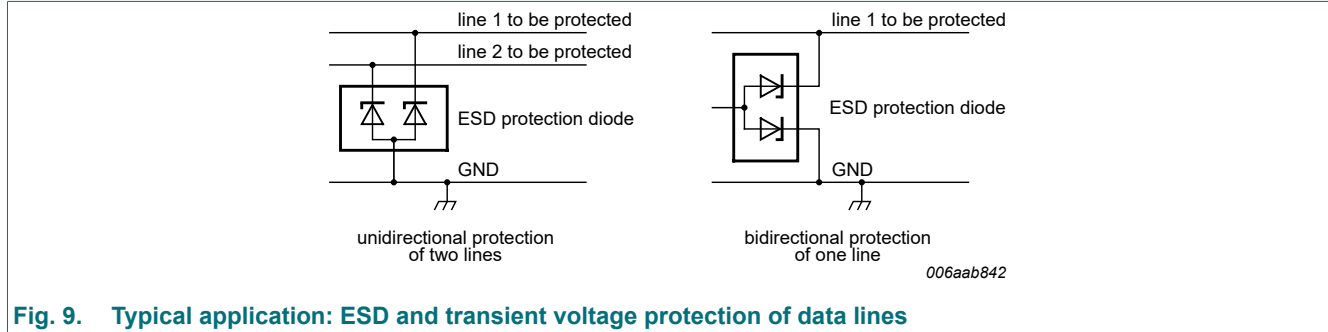 line 1 to be protected
line 2 to be protected
ESD protection diode
GND
unidirectional protection
of two lines
line 1 to be protected
ESD protection diode
GND
bidirectional protection
of one line
006aab842
Fig. 9. Typical application: ESD and transient voltage protection of data lines